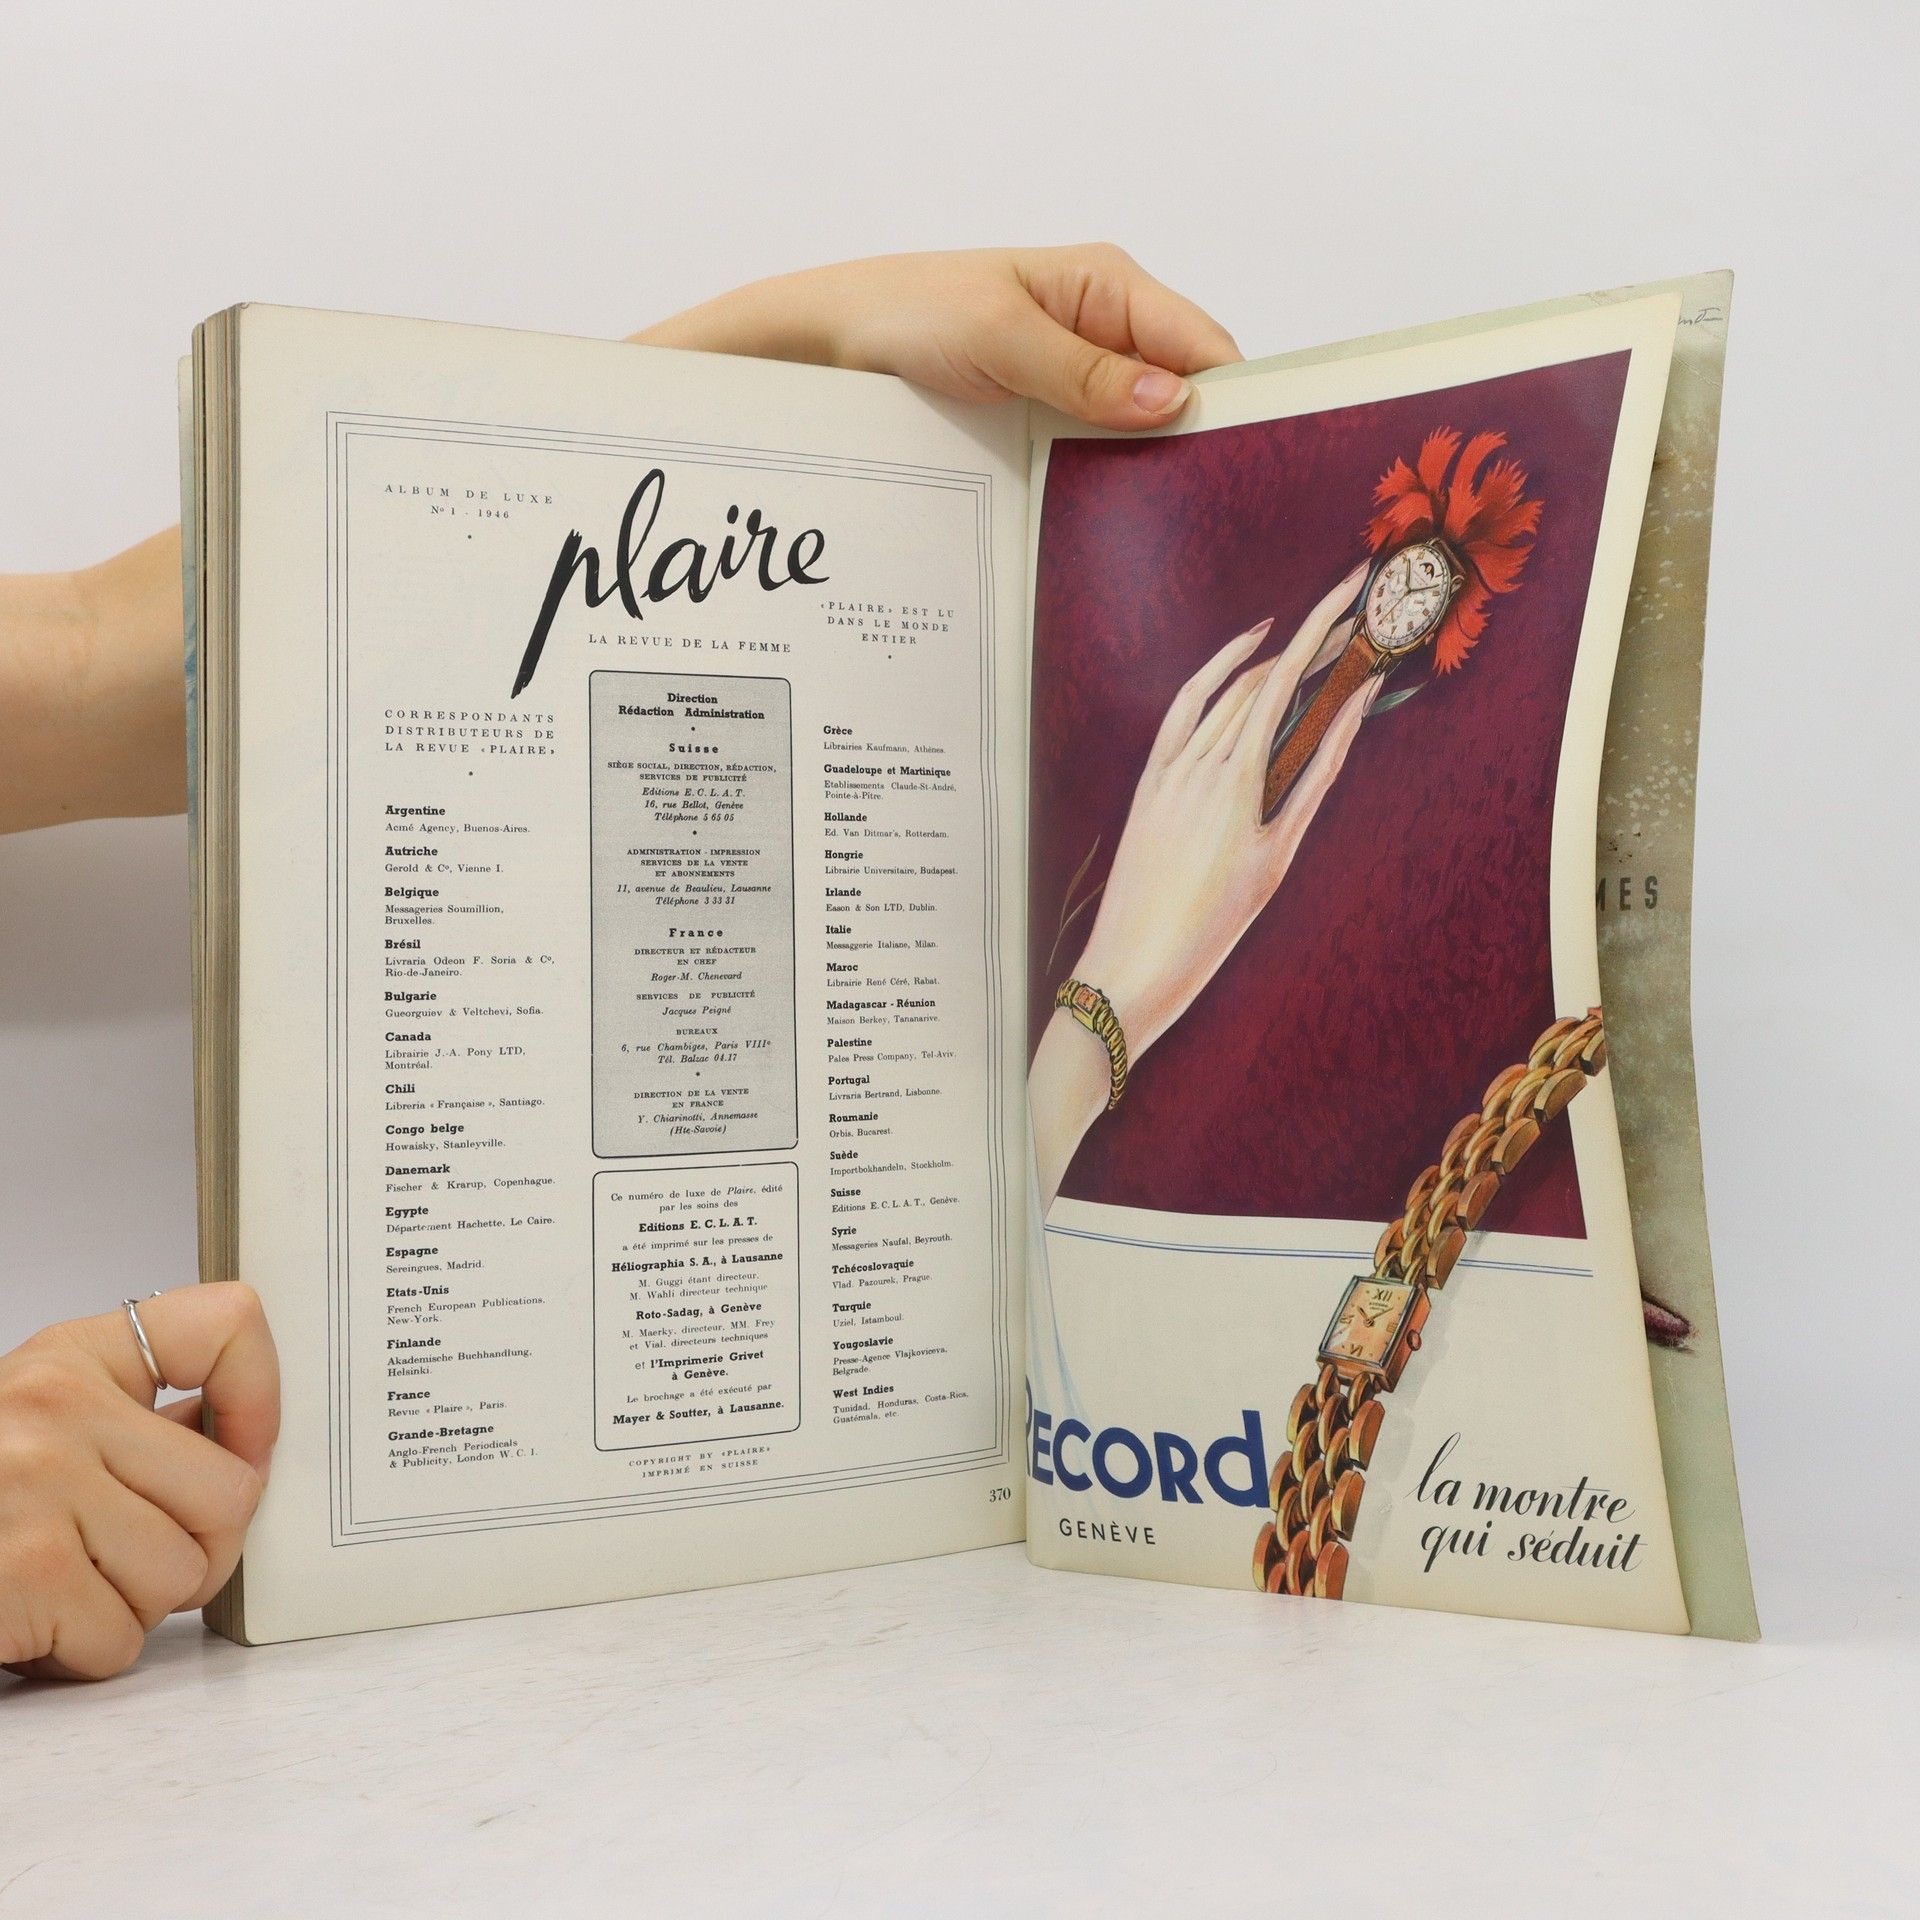 ALBUM DE LUXE
Nº 1 - 1946
plaire
LA REVUE DE LA FEMME
«PLAIRE» EST LU
DANS LE MONDE
ENTIER
CORRESPONDANTS
DISTRIBUTEURS DE
LA REVUE «PLAIRE»
Argentine
Acmé Agency, Buenos-Aires.
Autriche
Gerold & Cº, Vienne I.
Belgique
Messageries Soumillion,
Bruxelles.
Brésil
Livraria Odeon F. Soria & Cº,
Rio-de-Janeiro.
Bulgarie
Gueorguiev & Veltchevi, Sofia.
Canada
Librairie J.-A. Pony LTD,
Montréal.
Chili
Libreria « Française », Santiago.
Congo belge
Howaisky, Stanleyville.
Danemark
Fischer & Krarup, Copenhague.
Egypte
Département Hachette, Le Caire.
Espagne
Sereingues, Madrid.
Etats-Unis
French European Publications,
New-York.
Finlande
Akademische Buchhandlung,
Helsinki.
France
Revue « Plaire », Paris.
Grande-Bretagne
Anglo-French Periodicals
& Publicity, London W. C. 1.
Direction
Rédaction Administration
Suisse
SIÈGE SOCIAL, DIRECTION, RÉDACTION,
SERVICES DE PUBLICITÉ
Editions E. C. L. A. T.
16, rue Bellot, Genève
Téléphone 5 65 05
ADMINISTRATION - IMPRESSION
SERVICES DE LA VENTE
ET ABONNEMENTS
11, avenue de Beaulieu, Lausanne
Téléphone 3 33 31
France
DIRECTEUR ET RÉDACTEUR
EN CHEF
Roger-M. Chenevard
SERVICES DE PUBLICITÉ
Jacques Peigné
BUREAUX
6, rue Chambiges, Paris VIIIe
Tél. Balzac 04.17
DIRECTION DE LA VENTE
EN FRANCE
Y. Chiarinotti, Annemasse
(Hte-Savoie)
Ce numéro de luxe de Plaire, édité
par les soins des
Editions E. C. L. A. T.
a été imprimé sur les presses de
Héliographia S. A., à Lausanne
M. Guggi étant directeur,
M. Wahli directeur technique
Roto-Sadag, à Genève
M. Maerky, directeur, MM. Frey
et Vial, directeurs techniques
et l'Imprimerie Grivet
à Genève.
Le brochage a été exécuté par
Mayer & Soutter, à Lausanne.
COPYRIGHT BY «PLAIRE»
IMPRIMÉ EN SUISSE
Grèce
Librairies Kaufmann, Athènes.
Guadeloupe et Martinique
Etablissements Claude-St-André,
Pointe-à-Pitre.
Hollande
Ed. Van Ditmar's, Rotterdam.
Hongrie
Librairie Universitaire, Budapest.
Irlande
Eason & Son LTD, Dublin.
Italie
Messaggerie Italiane, Milan.
Maroc
Librairie René Céré, Rabat.
Madagascar - Réunion
Maison Berkey, Tananarive.
Palestine
Pales Press Company, Tel-Aviv.
Portugal
Livraria Bertrand, Lisbonne.
Roumanie
Orbis, Bucarest.
Suède
Importbokhandeln, Stockholm.
Suisse
Editions E. C. L. A. T., Genève.
Syrie
Messageries Naufal, Beyrouth.
Tchécoslovaquie
Vlad. Pazourek, Prague.
Turquie
Uziel, Istamboul.
Yougoslavie
Presse-Agence Vlajkoviceva,
Belgrade.
West Indies
Tunidad, Honduras, Costa-Rica,
Guatémala, etc.
370
RECORd
GENÈVE
la montre
qui séduit
XII
VI
MES